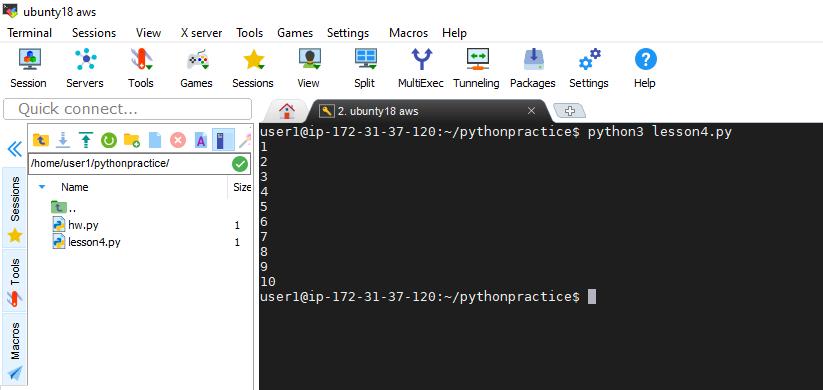 ubunty18 aws
Terminal Sessions View X server Tools Games Settings Macros Help
Session Servers Tools Games Sessions View Split MultiExec Tunneling Packages Settings Help
Quick connect...
2. ubunty18 aws
/home/user1/pythonpractice/
Name Size
..
hw.py 1
lesson4.py 1
Sessions
Tools
Macros
user1@ip-172-31-37-120:~/pythonpractice$ python3 lesson4.py
1
2
3
4
5
6
7
8
9
10
user1@ip-172-31-37-120:~/pythonpractice$